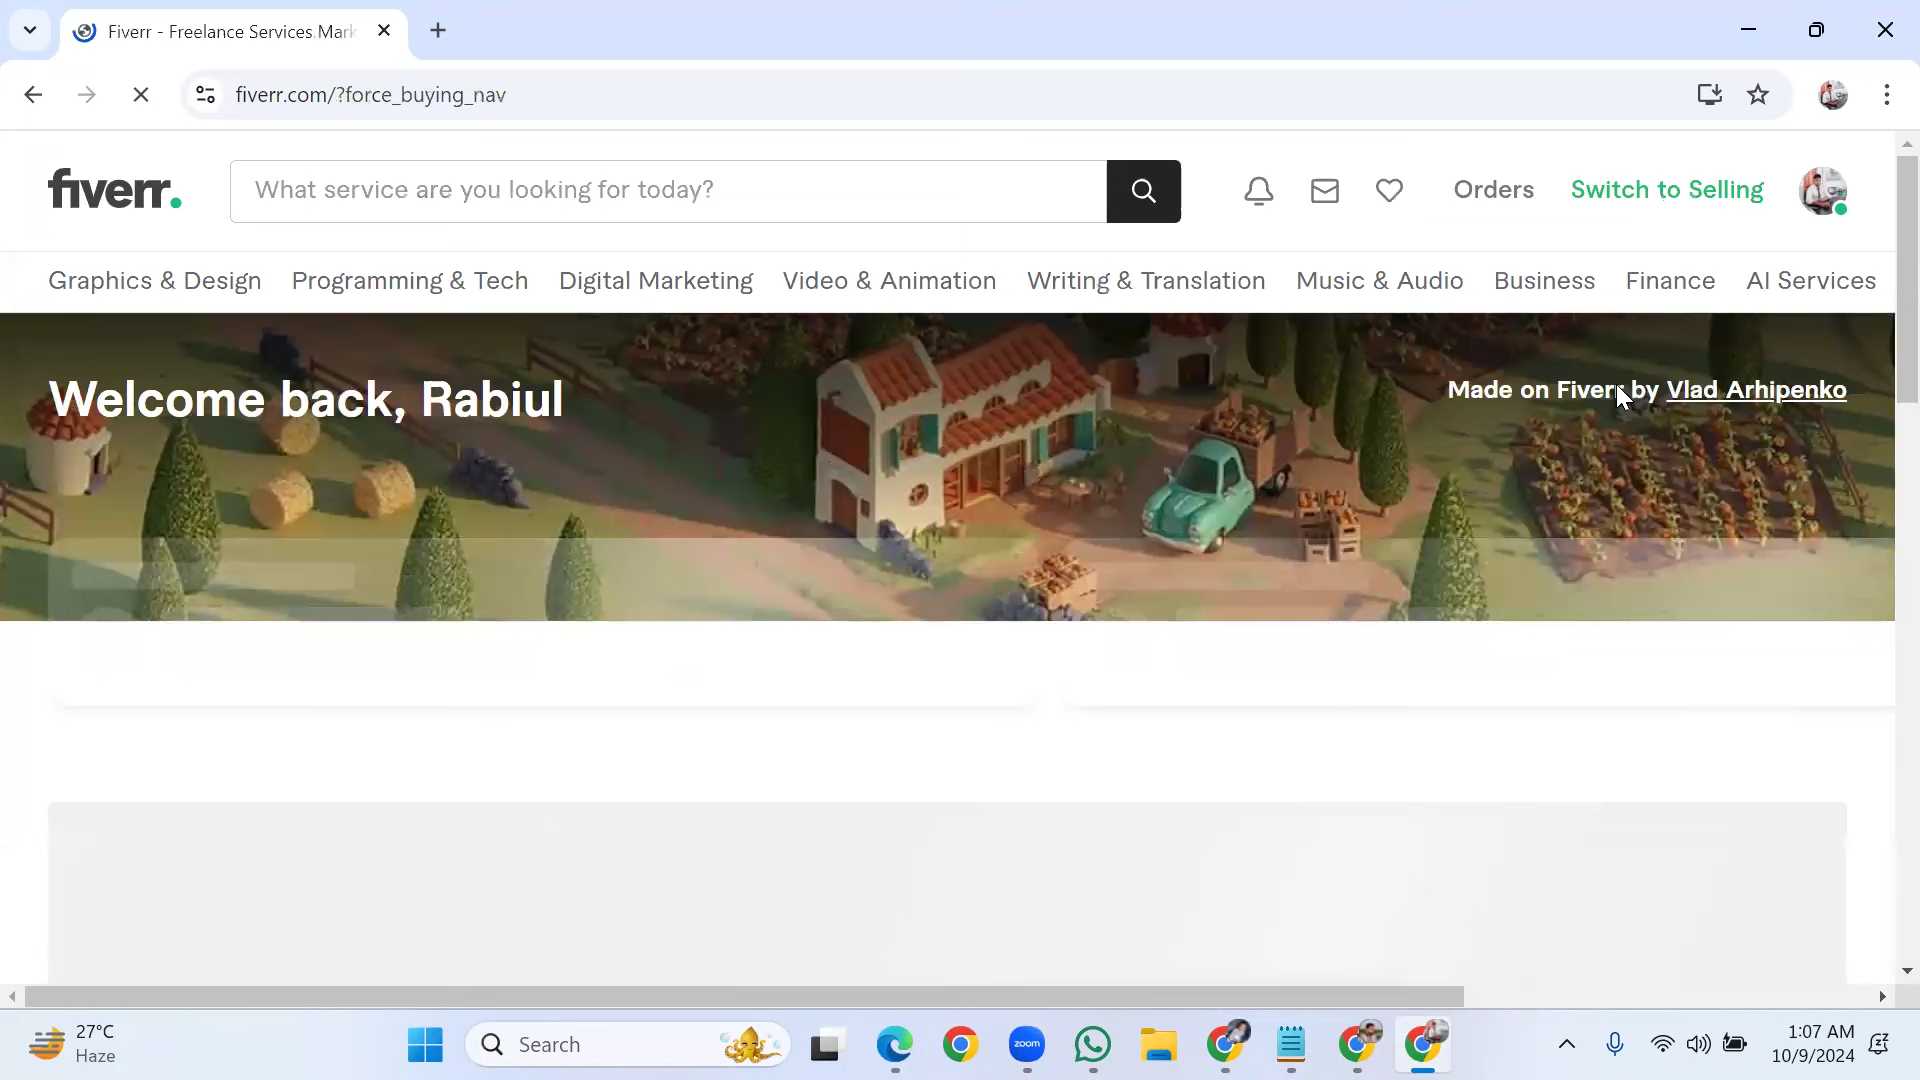 Fiverr - Freelance Services Mark
fiverr.com/?force_buying_nav
fiverr.
What service are you looking for today?
Orders
Switch to Selling
Graphics & Design
Programming & Tech
Digital Marketing
Video & Animation
Writing & Translation
Music & Audio
Business
Finance
AI Services
Welcome back, Rabiul
Made on Fiverr by Vlad Arhipenko
27°C
Haze
Search
zoom
1:07 AM
10/9/2024